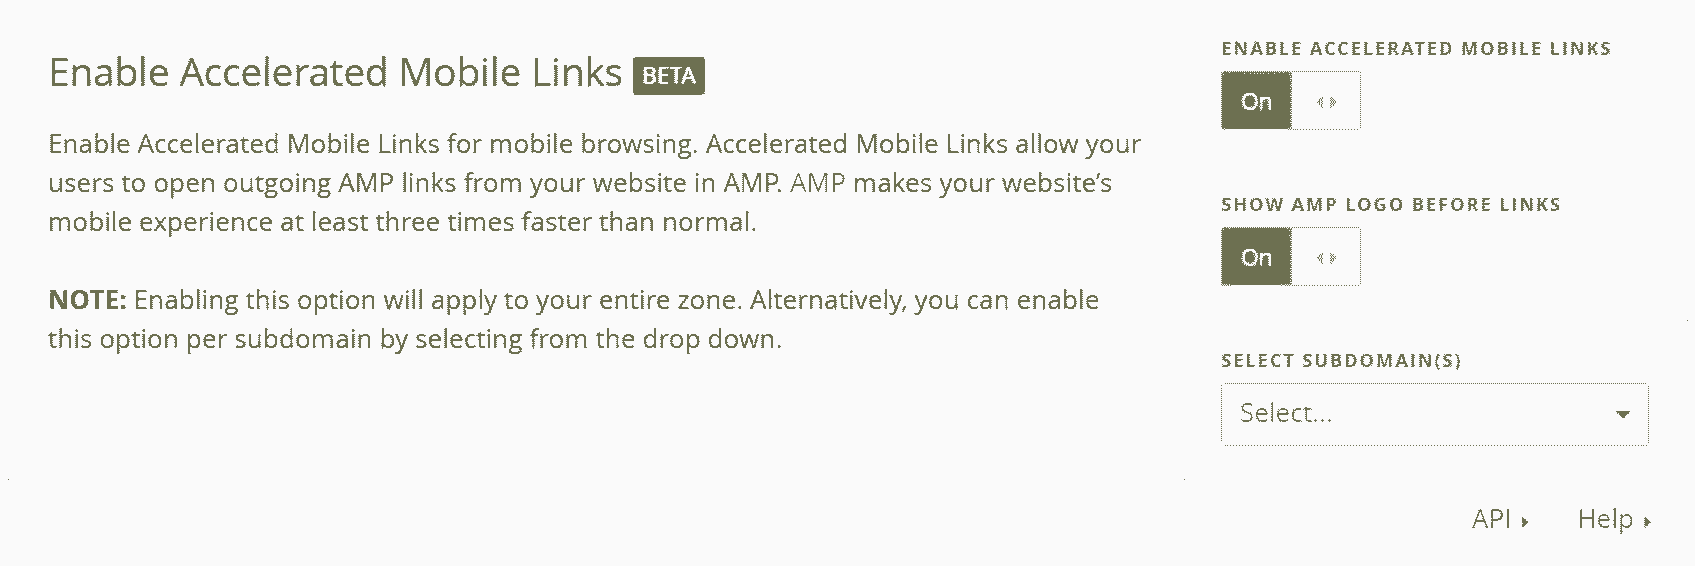 Enable Accelerated Mobile Links BETA
Enable Accelerated Mobile Links for mobile browsing. Accelerated Mobile Links allow your
users to open outgoing AMP links from your website in AMP. AMP makes your website’s
mobile experience at least three times faster than normal.
NOTE: Enabling this option will apply to your entire zone. Alternatively, you can enable
this option per subdomain by selecting from the drop down.
ENABLE ACCELERATED MOBILE LINKS
On
SHOW AMP LOGO BEFORE LINKS
On
SELECT SUBDOMAIN(S)
Select...
API
Help